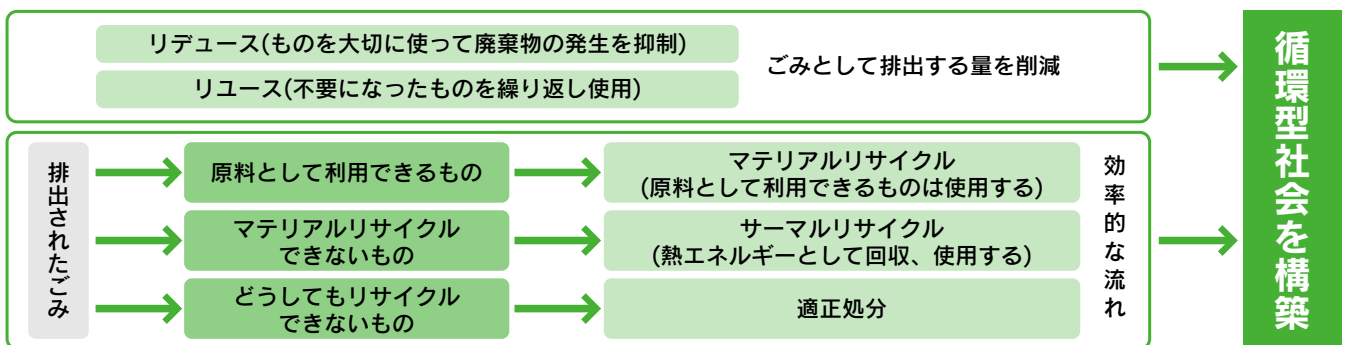 リデュース(ものを大切に使って廃棄物の発生を抑制)
リユース(不要になったものを繰り返し使用)
ごみとして排出する量を削減
排出されたごみ
原料として利用できるもの
マテリアルリサイクル
(原料として利用できるものは使用する)
マテリアルリサイクル
できないもの
サーマルリサイクル
(熱エネルギーとして回収、使用する)
どうしてもリサイクル
できないもの
適正処分
効率的な流れ
循環型社会を構築